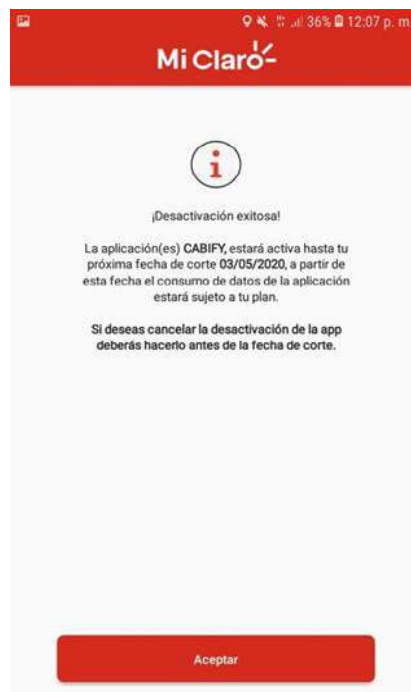 36% 12:07 p. m.
Mi Claro
i
¡Desactivación exitosa!
La aplicación(es) CABIFY, estará activa hasta tu
próxima fecha de corte 03/05/2020, a partir de
esta fecha el consumo de datos de la aplicación
estará sujeto a tu plan.
Si deseas cancelar la desactivación de la app
deberás hacerlo antes de la fecha de corte.
Aceptar